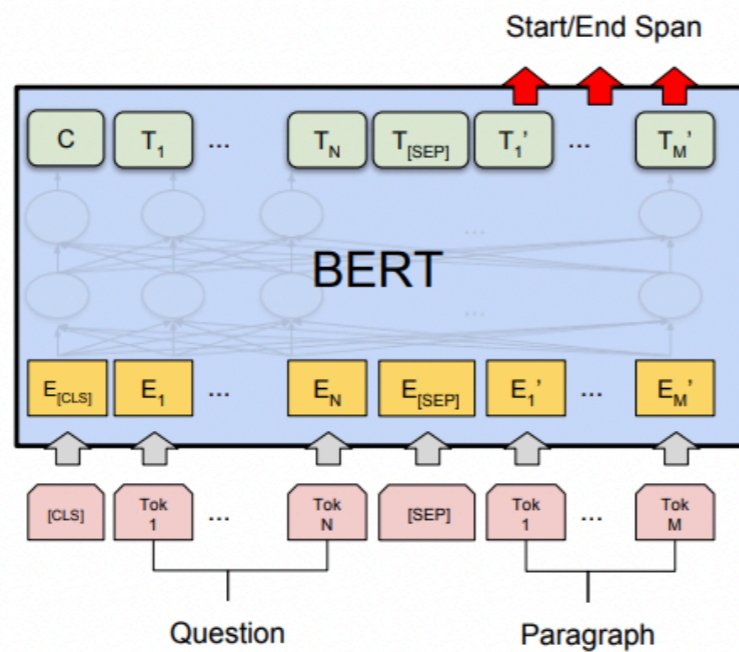 Start/End Span
C T1 ... TN T[SEP] T1' ... TM'
...
BERT
...
E[CLS] E1 ... EN E[SEP] E1' ... EM'
[CLS] Tok 1 ... Tok N [SEP] Tok 1 ... Tok M
Question Paragraph